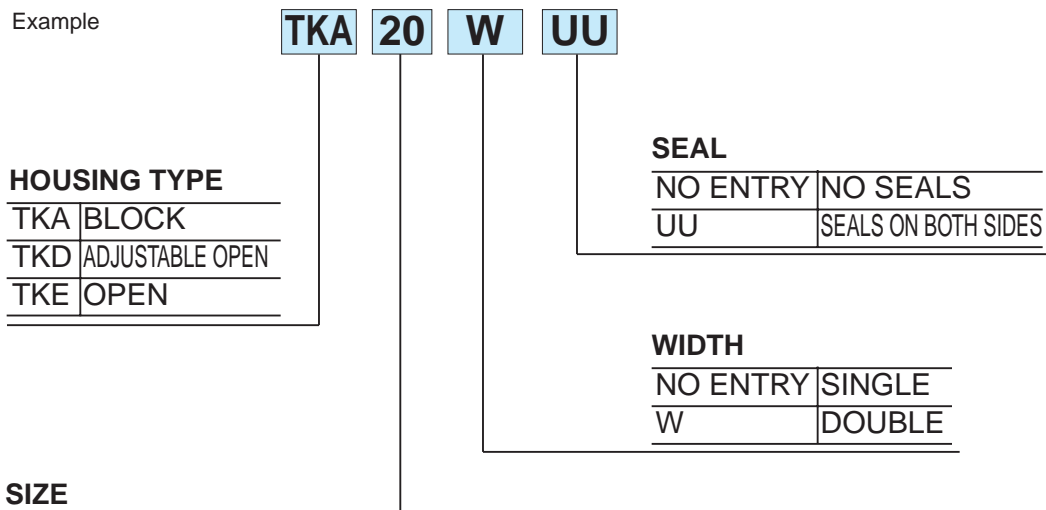 Example
TKA 20 W UU
SEAL
NO ENTRY NO SEALS
UU SEALS ON BOTH SIDES
HOUSING TYPE
TKA BLOCK
TKD ADJUSTABLE OPEN
TKE OPEN
WIDTH
NO ENTRY SINGLE
W DOUBLE
SIZE